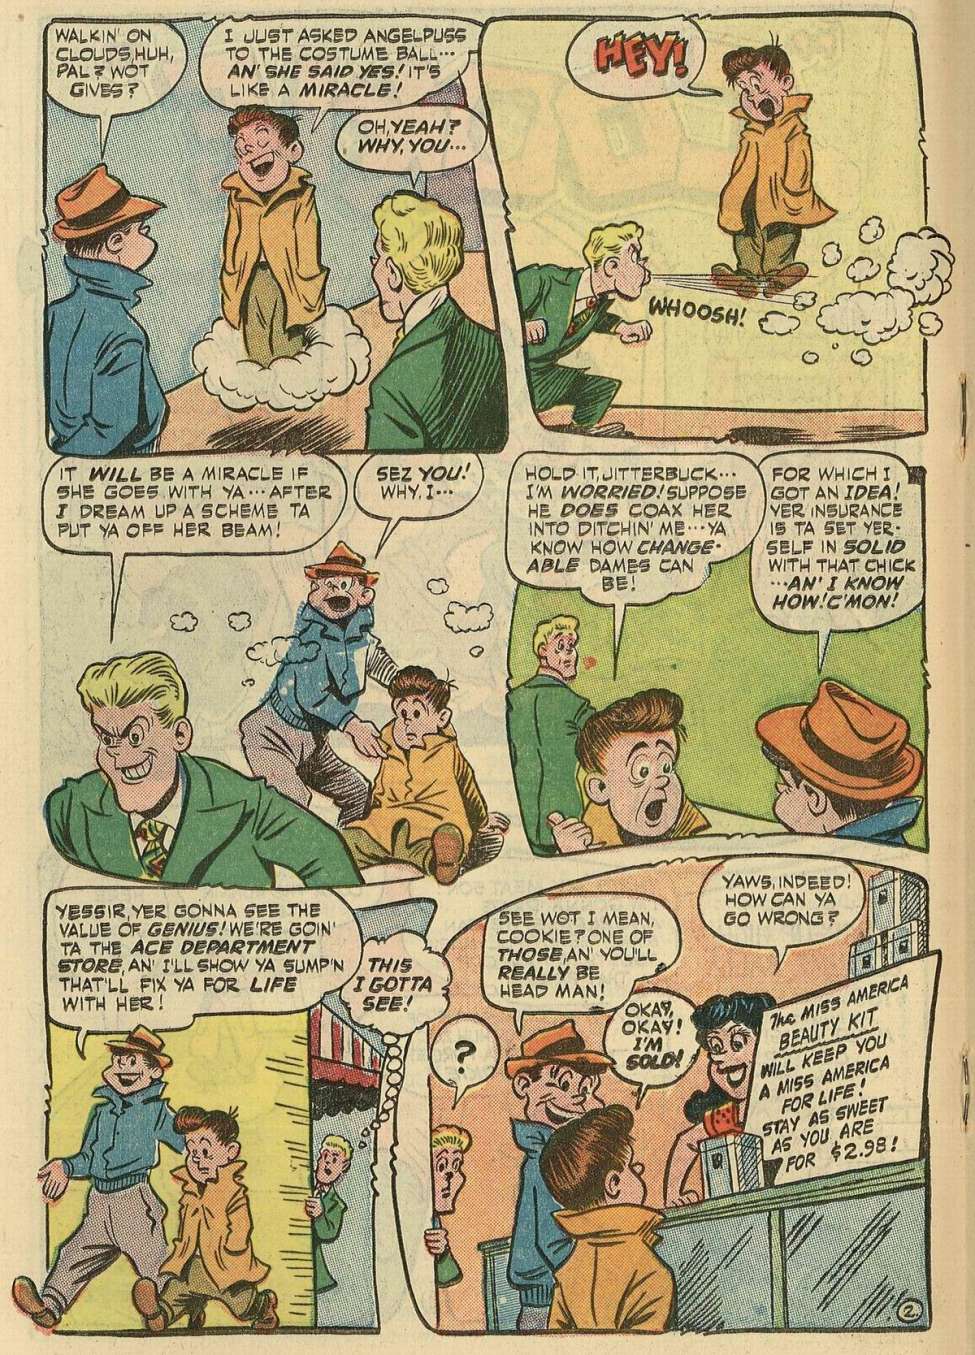 WALKIN' ON
CLOUDS, HUH,
PAL? WOT
GIVES?
I JUST ASKED ANGELPUSS
TO THE COSTUME BALL...
AN' SHE SAID YES! IT'S
LIKE A MIRACLE!
OH, YEAH?
WHY, YOU...
HEY!
WHOOSH!
IT WILL BE A MIRACLE IF
SHE GOES WITH YA... AFTER
I DREAM UP A SCHEME TA
PUT YA OFF HER BEAM!
SEZ YOU!
WHY, I...
HOLD IT, JITTERBUCK...
I'M WORRIED! SUPPOSE
HE DOES COAX HER
INTO DITCHIN' ME... YA
KNOW HOW CHANGE-
ABLE DAMES CAN
BE!
FOR WHICH I
GOT AN IDEA!
YER INSURANCE
IS TA SET YER-
SELF IN SOLID
WITH THAT CHICK
...AN' I KNOW
HOW! C'MON!
YESSIR, YER GONNA SEE THE
VALUE OF GENIUS! WE'RE GOIN'
TA THE ACE DEPARTMENT
STORE, AN' I'LL SHOW YA SUMP'N
THAT'LL FIX YA FOR LIFE
WITH HER!
THIS
I GOTTA
SEE!
?
SEE WOT I MEAN,
COOKIE? ONE OF
THOSE, AN' YOU'LL
REALLY BE
HEAD MAN!
OKAY,
OKAY!
I'M
SOLD!
YAWS, INDEED!
HOW CAN YA
GO WRONG?
The MISS AMERICA
BEAUTY KIT
WILL KEEP YOU
A MISS AMERICA
FOR LIFE!
STAY AS SWEET
AS YOU ARE
FOR $2.98!
2